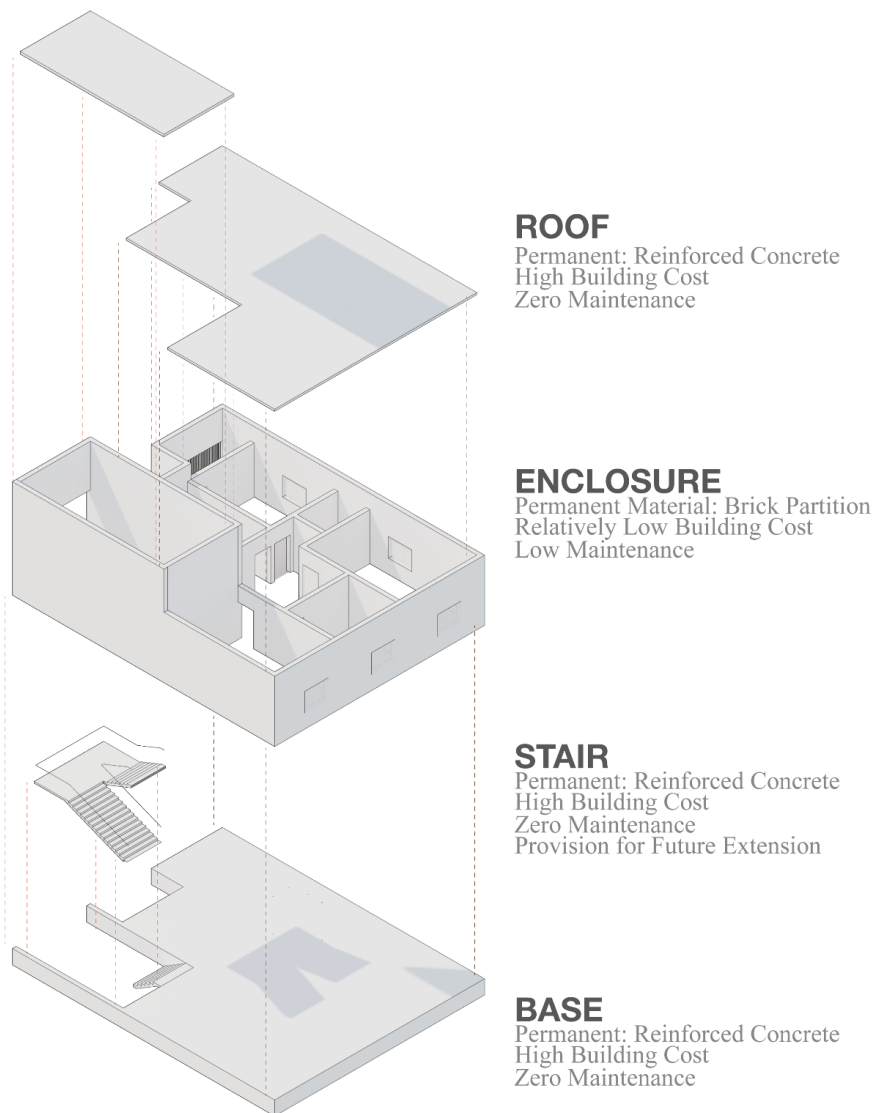 ROOF
Permanent: Reinforced Concrete
High Building Cost
Zero Maintenance
ENCLOSURE
Permanent Material: Brick Partition
Relatively Low Building Cost
Low Maintenance
STAIR
Permanent: Reinforced Concrete
High Building Cost
Zero Maintenance
Provision for Future Extension
BASE
Permanent: Reinforced Concrete
High Building Cost
Zero Maintenance